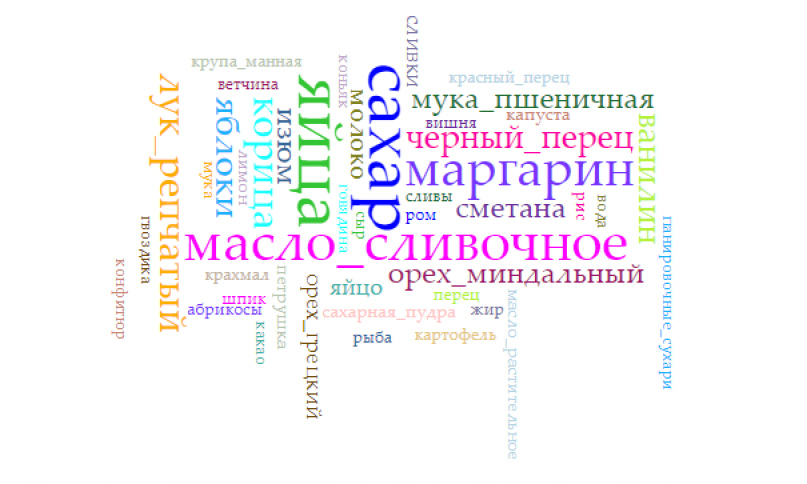 сливки
крупа_манная
коньяк
красный_перец
ветчина
лук_репчатый
яйца
сахар
молоко
мука_пшеничная
яблоки
корица
изюм
вишня
капуста
ванилин
черный_перец
лимон
мука
маргарин
говядина
сыр
сливы
рис
вода
ром
сметана
гвоздика
панировочные_сухари
масло_сливочное
конфитюр
крахмал
петрушка
орех_миндальный
орех_грецкий
яйцо
шпик
перец
масло_растительное
абрикосы
сахарная_пудра
жир
какао
рыба
картофель